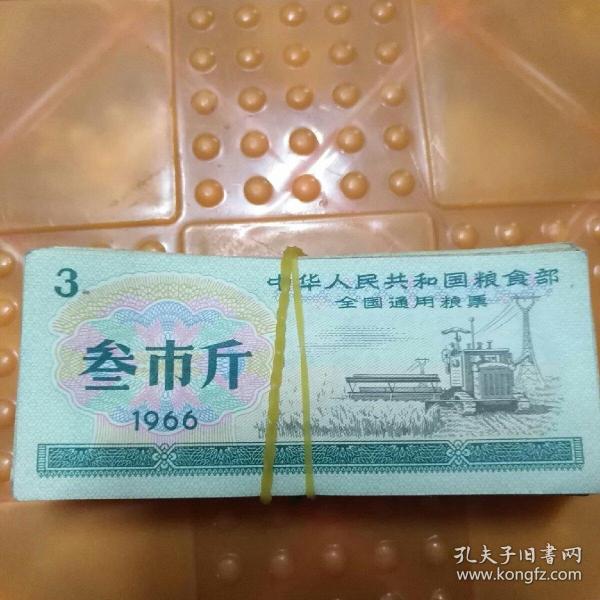 3
中华人民共和国粮食部
全国通用粮票
叁市斤
1966
孔夫子旧书网
www.kongfz.com